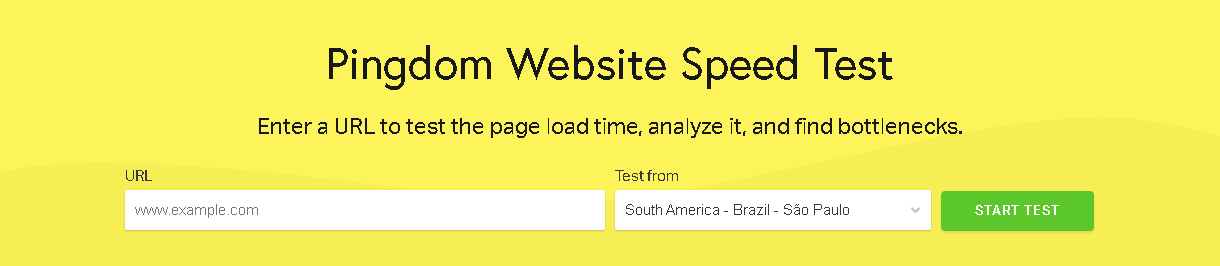 Pingdom Website Speed Test
Enter a URL to test the page load time, analyze it, and find bottlenecks.
URL
Test from
www.example.com
South America - Brazil - São Paulo
START TEST